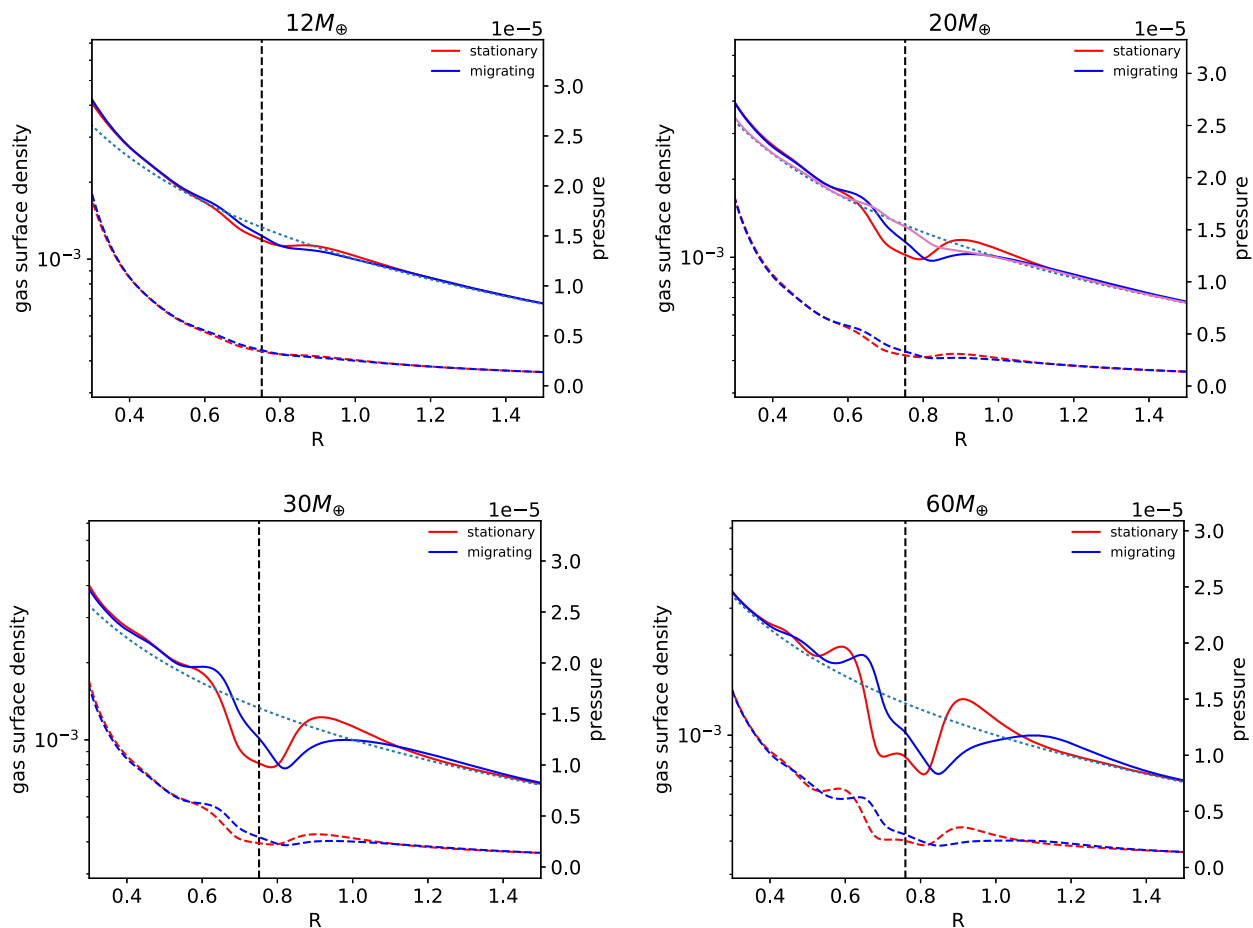 12M⊕
1e−5
stationary
migrating
gas surface density
10−3
pressure
3.0
2.5
2.0
1.5
1.0
0.5
0.0
0.4 0.6 0.8 1.0 1.2 1.4
R
20M⊕
1e−5
stationary
migrating
gas surface density
10−3
pressure
3.0
2.5
2.0
1.5
1.0
0.5
0.0
0.4 0.6 0.8 1.0 1.2 1.4
R
30M⊕
1e−5
stationary
migrating
gas surface density
10−3
pressure
3.0
2.5
2.0
1.5
1.0
0.5
0.0
0.4 0.6 0.8 1.0 1.2 1.4
R
60M⊕
1e−5
stationary
migrating
gas surface density
10−3
pressure
3.0
2.5
2.0
1.5
1.0
0.5
0.0
0.4 0.6 0.8 1.0 1.2 1.4
R